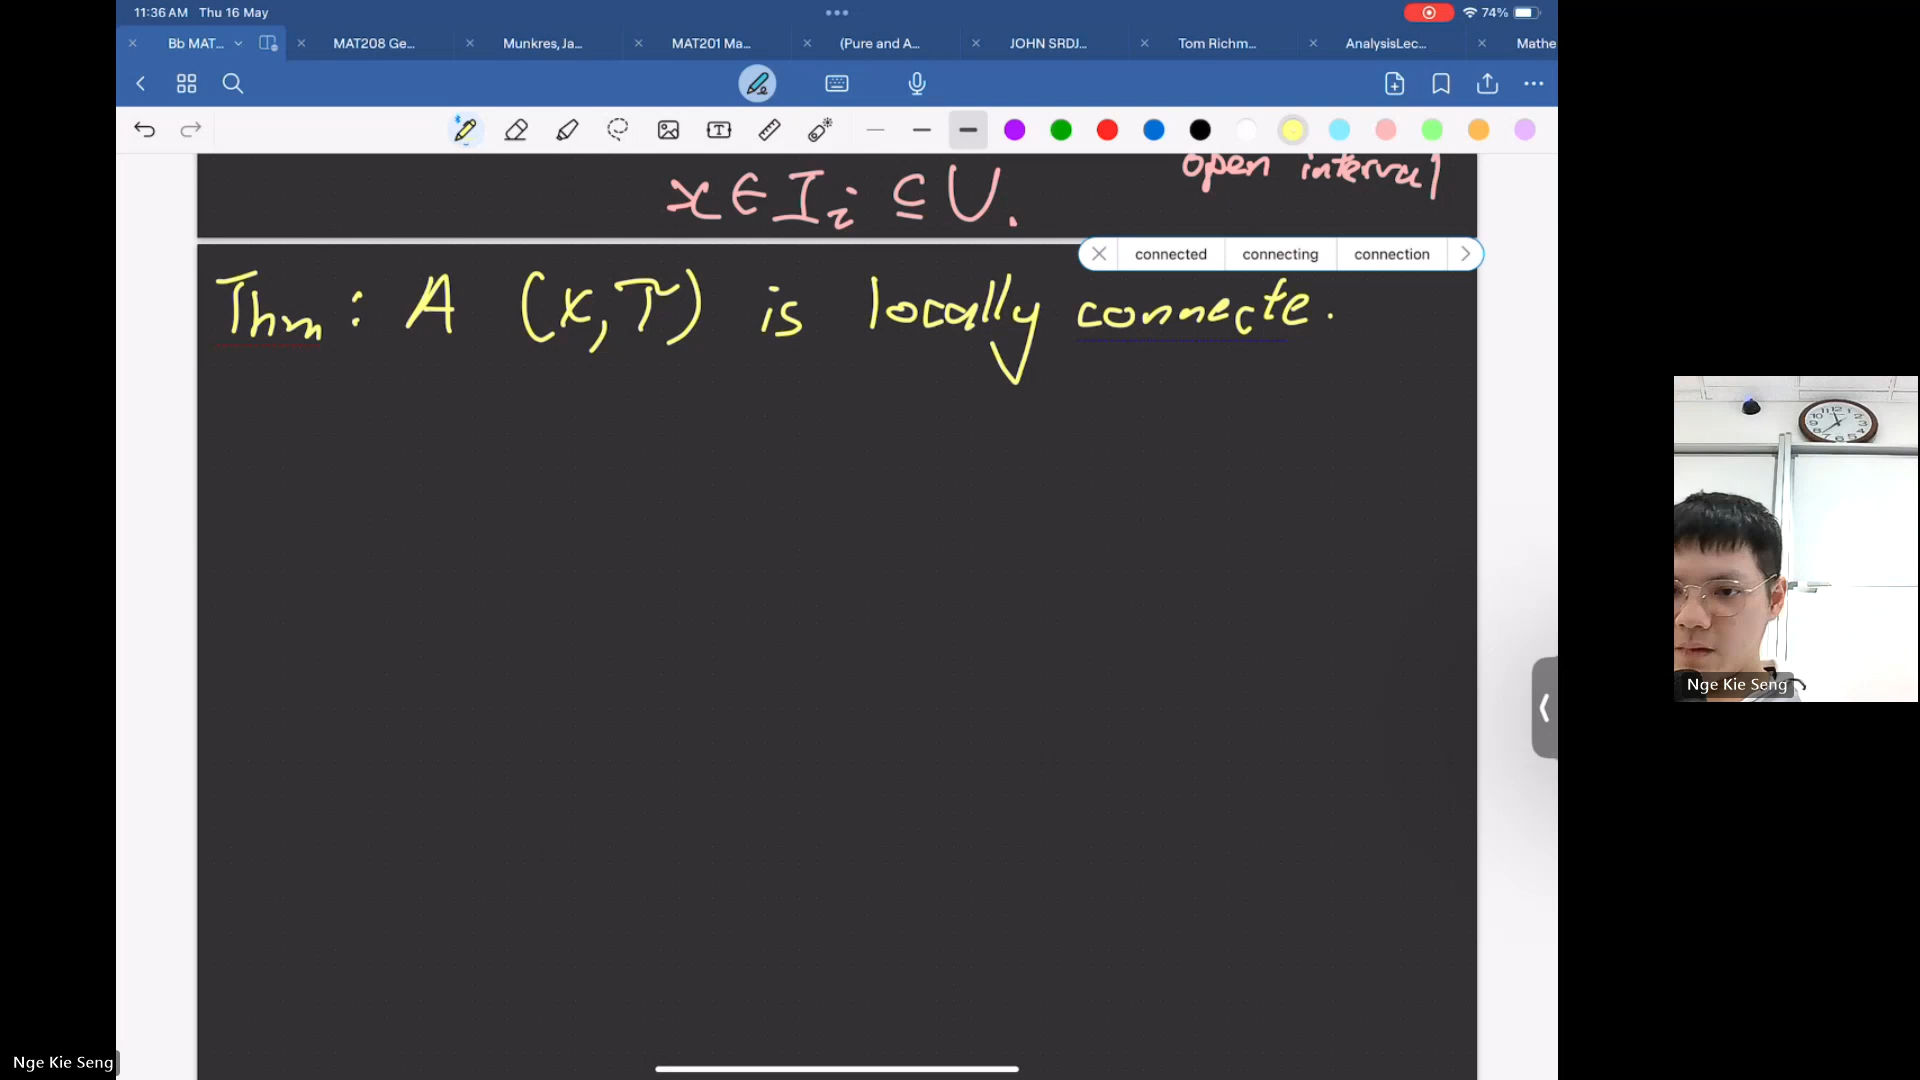 11:36 AM Thu 16 May
74%
Bb MAT...
MAT208 Ge...
Munkres, Ja...
MAT201 Ma...
(Pure and A...
JOHN SRDJ...
Tom Richm...
AnalysisLec...
Mathe
open interval
x ∈ I_i ⊆ U.
connected connecting connection
Thm : A (X, T) is locally connecte.
Nge Kie Seng
Nge Kie Seng